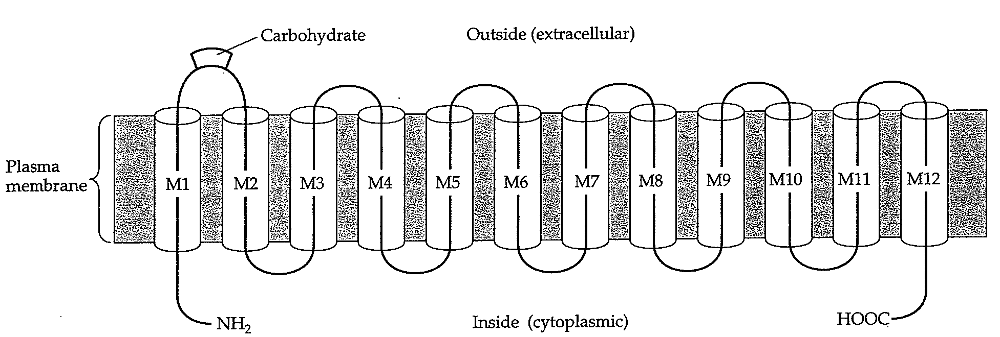 Carbohydrate
Outside (extracellular)
Plasma
membrane
M1
M2
M3
M4
M5
M6
M7
M8
M9
M10
M11
M12
NH₂
Inside (cytoplasmic)
HOOC